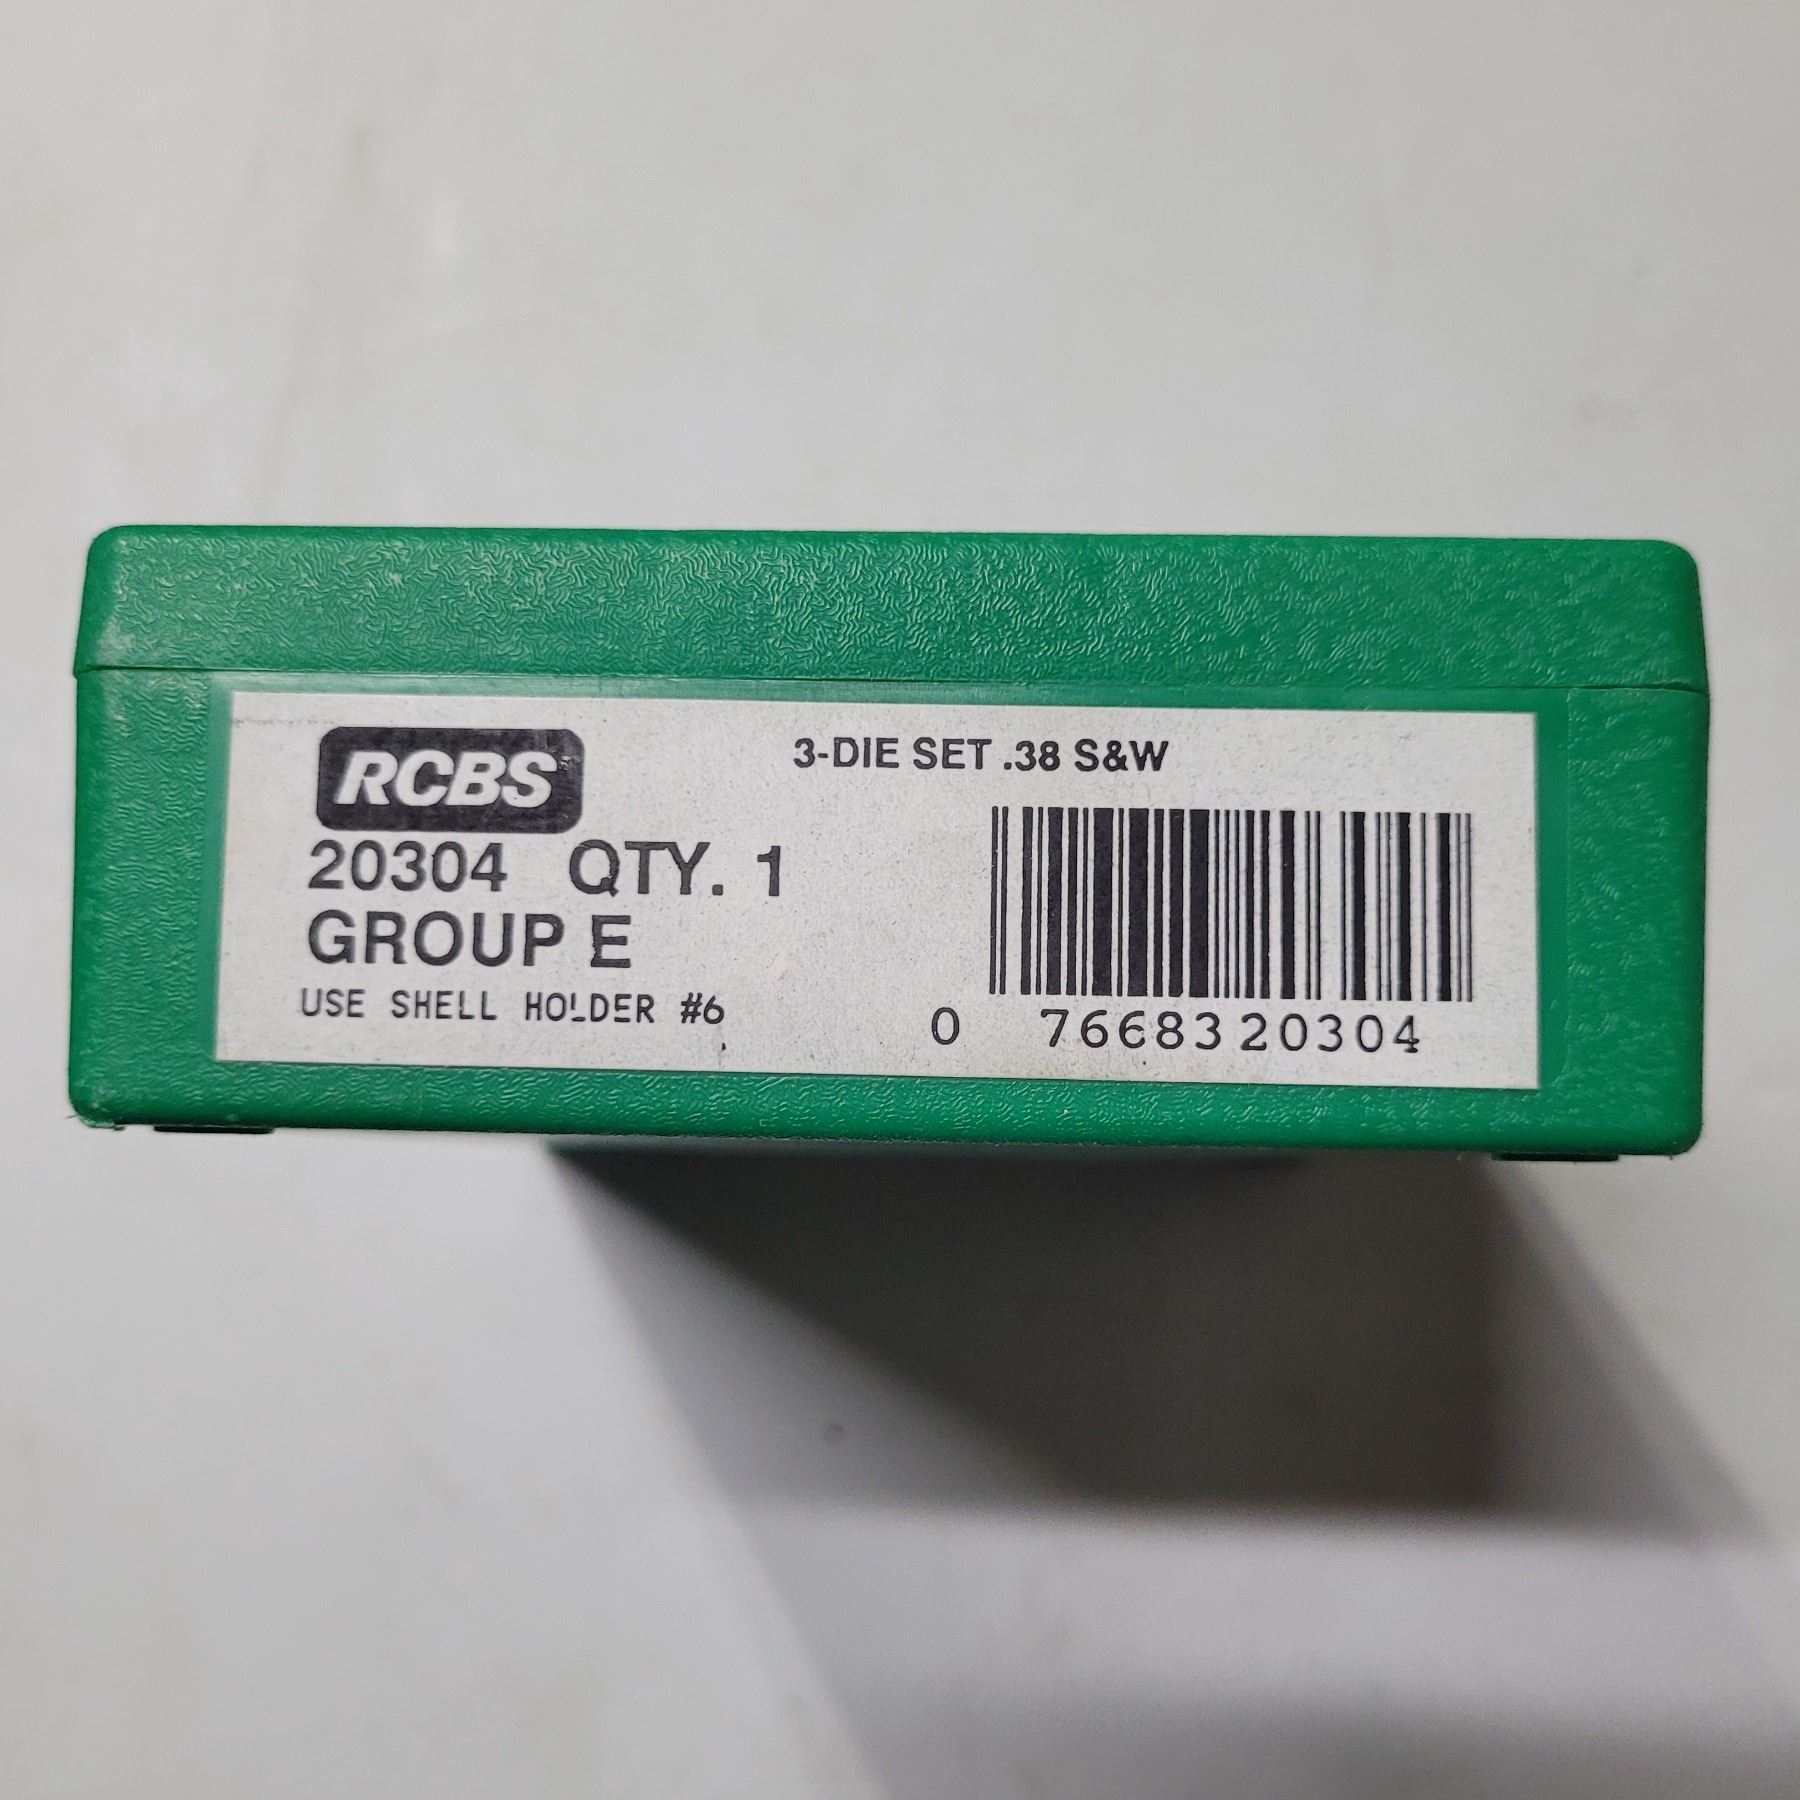 RCBS
3-DIE SET .38 S&W
20304 QTY. 1
GROUP E
USE SHELL HOLDER #6
0 76683 20304